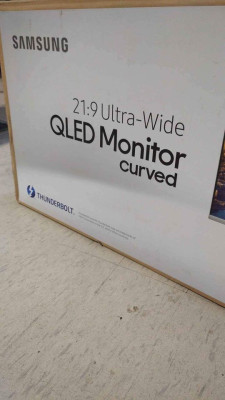 SAMSUNG
21:9 Ultra-Wide
QLED Monitor
curved
THUNDERBOLT